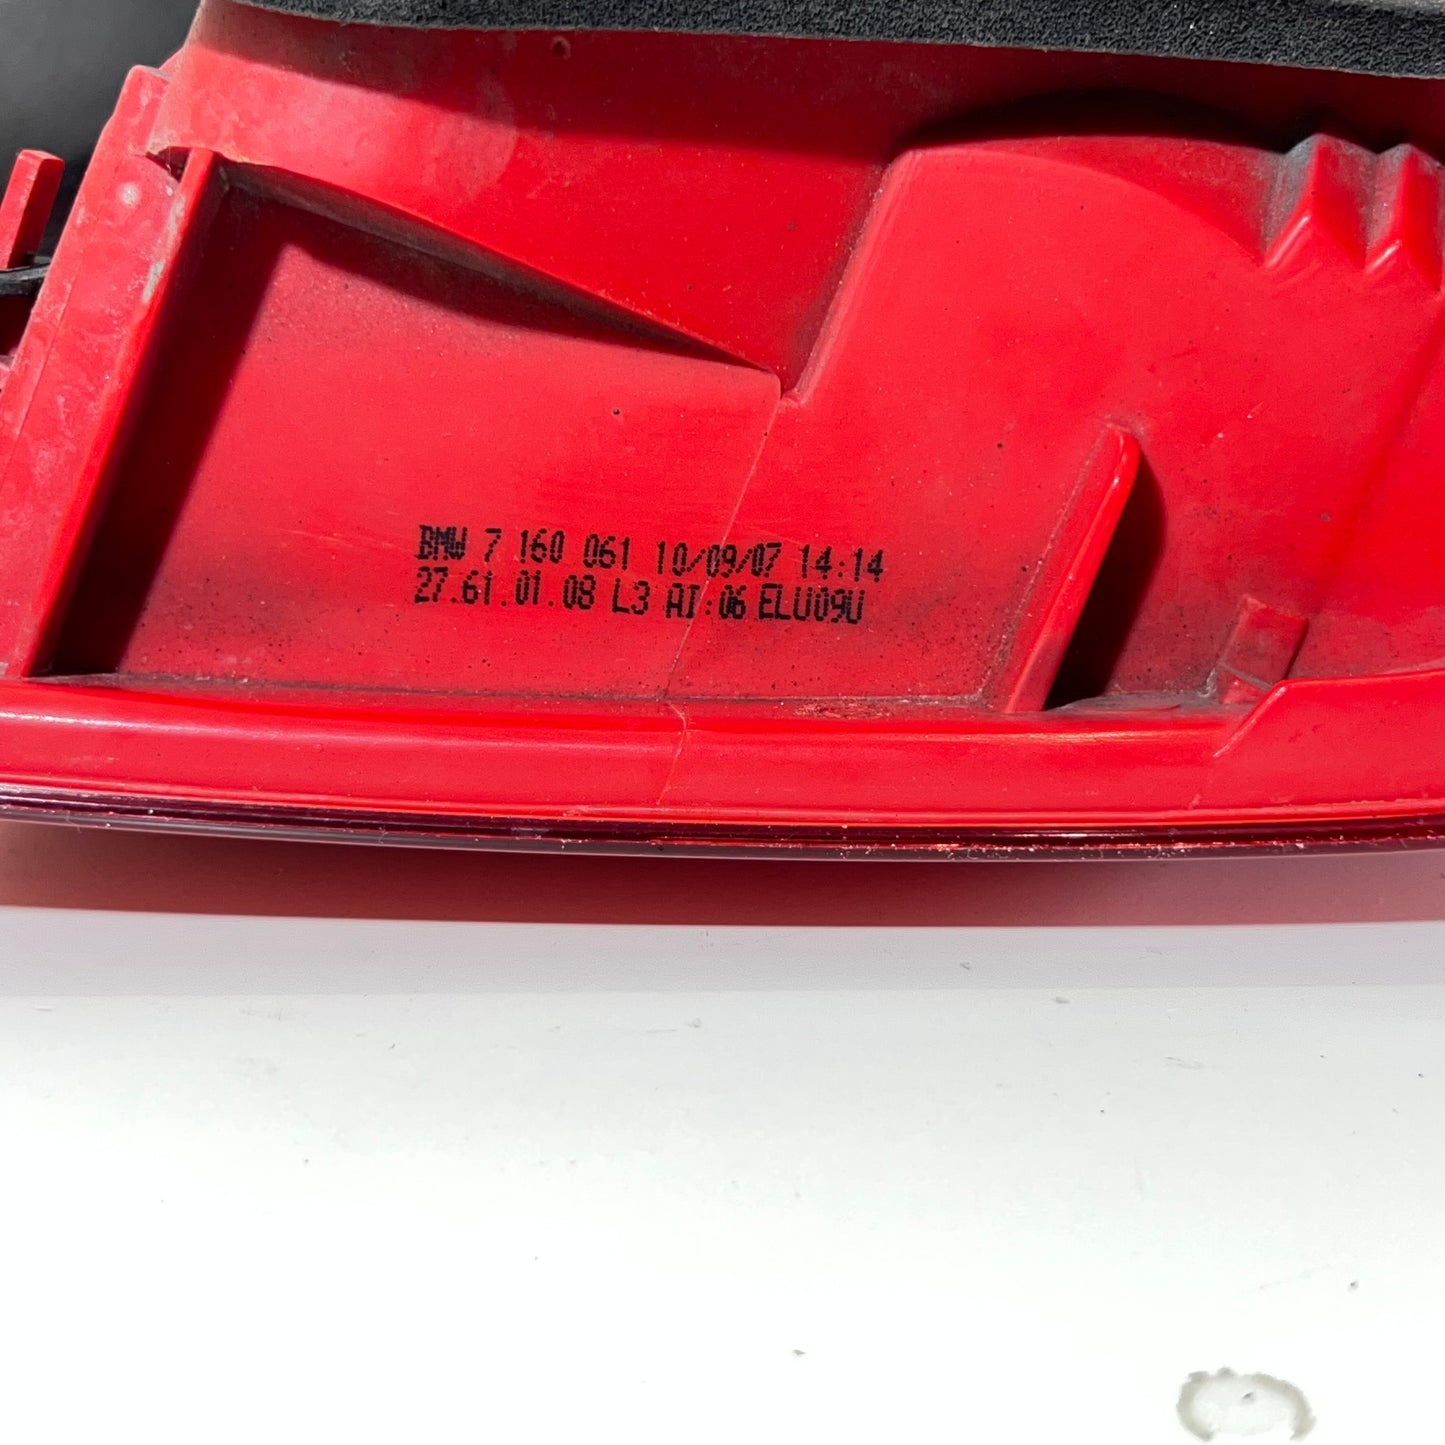 BMW 7 160 061 10/09/07 14:14
27.61.01.08 L3 AI:06 ELU09U